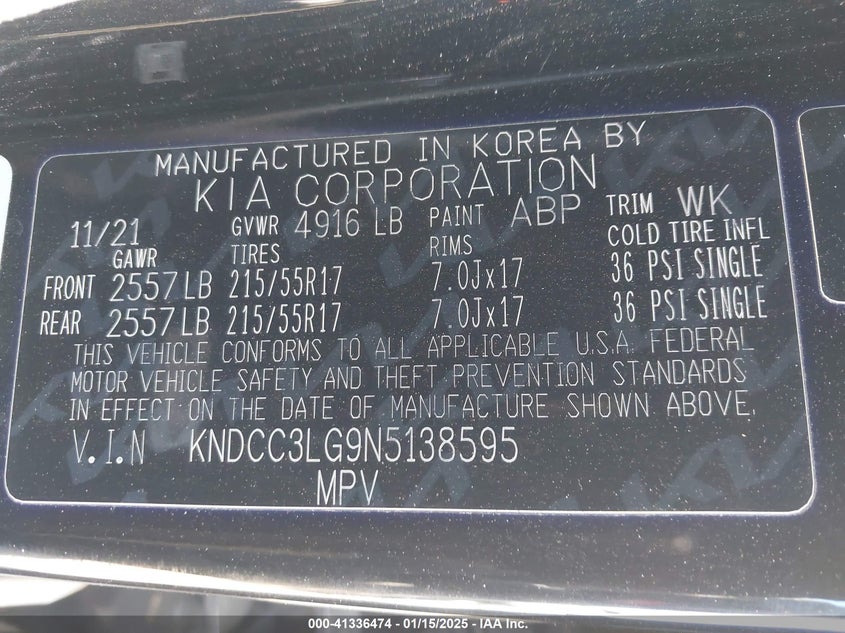 MANUFACTURED IN KOREA BY
KIA CORPORATION
11/21 GVWR 4916 LB PAINT ABP TRIM WK
GAWR TIRES RIMS COLD TIRE INFL
FRONT 2557LB 215/55R17 7.0Jx17 36 PSI SINGLE
REAR 2557LB 215/55R17 7.0Jx17 36 PSI SINGLE
THIS VEHICLE CONFORMS TO ALL APPLICABLE U.S.A. FEDERAL
MOTOR VEHICLE SAFETY AND THEFT PREVENTION STANDARDS
IN EFFECT ON THE DATE OF MANUFACTURE SHOWN ABOVE.
V.I.N KNDCC3LG9N5138595
MPV
000-41336474 — 01/15/2025 - IAA Inc.